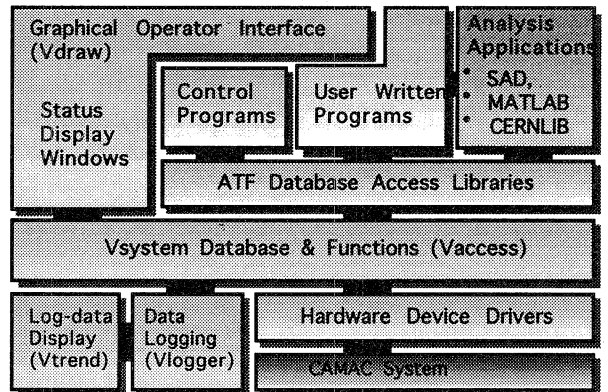 Graphical Operator Interface
(Vdraw)
Status
Display
Windows
Control
Programs
User Written
Programs
Analysis
Applications
• SAD,
• MATLAB
• CERNLIB
ATF Database Access Libraries
Vsystem Database & Functions (Vaccess)
Log-data
Display
(Vtrend)
Data
Logging
(Vlogger)
Hardware Device Drivers
CAMAC System